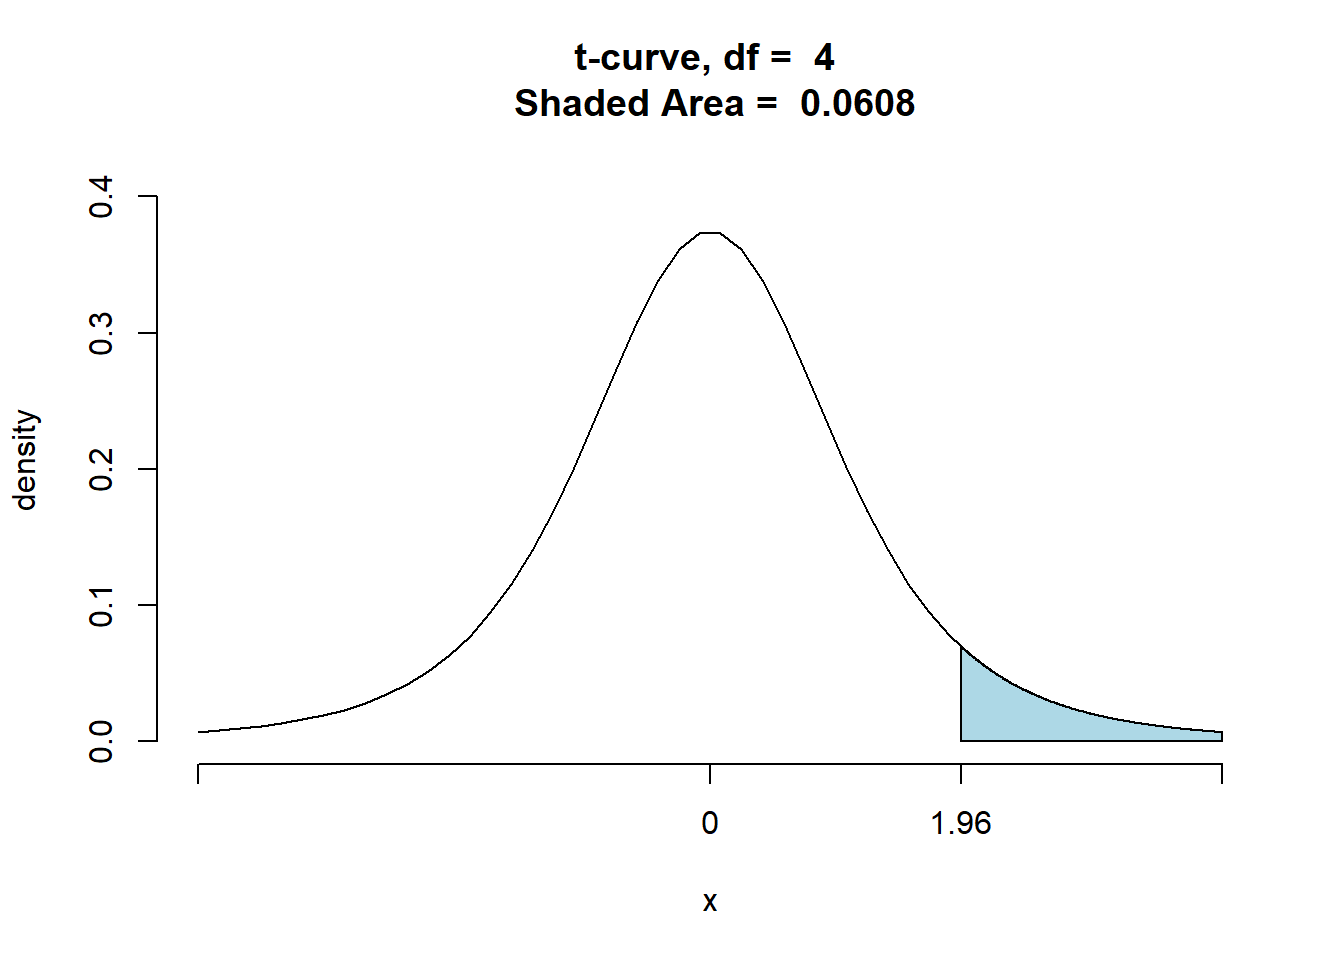 t-curve, df =  4
Shaded Area =  0.0608
density
0.0
0.1
0.2
0.3
0.4
0
1.96
x